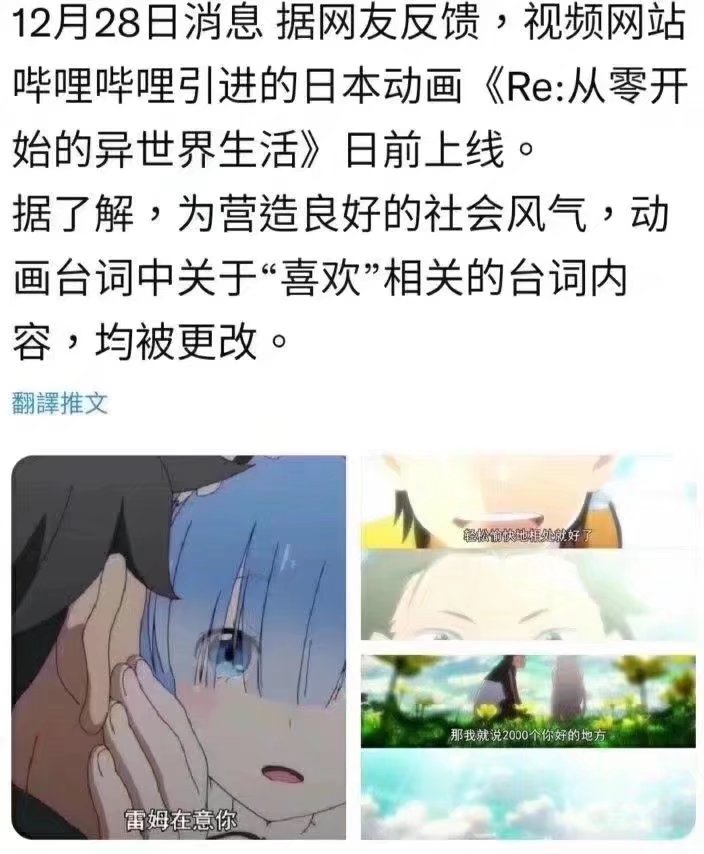 12月28日消息 据网友反馈，视频网站
哔哩哔哩引进的日本动画《Re:从零开
始的异世界生活》日前上线。
据了解，为营造良好的社会风气，动
画台词中关于“喜欢”相关的台词内
容，均被更改。
翻譯推文
雷姆在意你
轻松愉快地相处就好了
那我就说2000个你好的地方